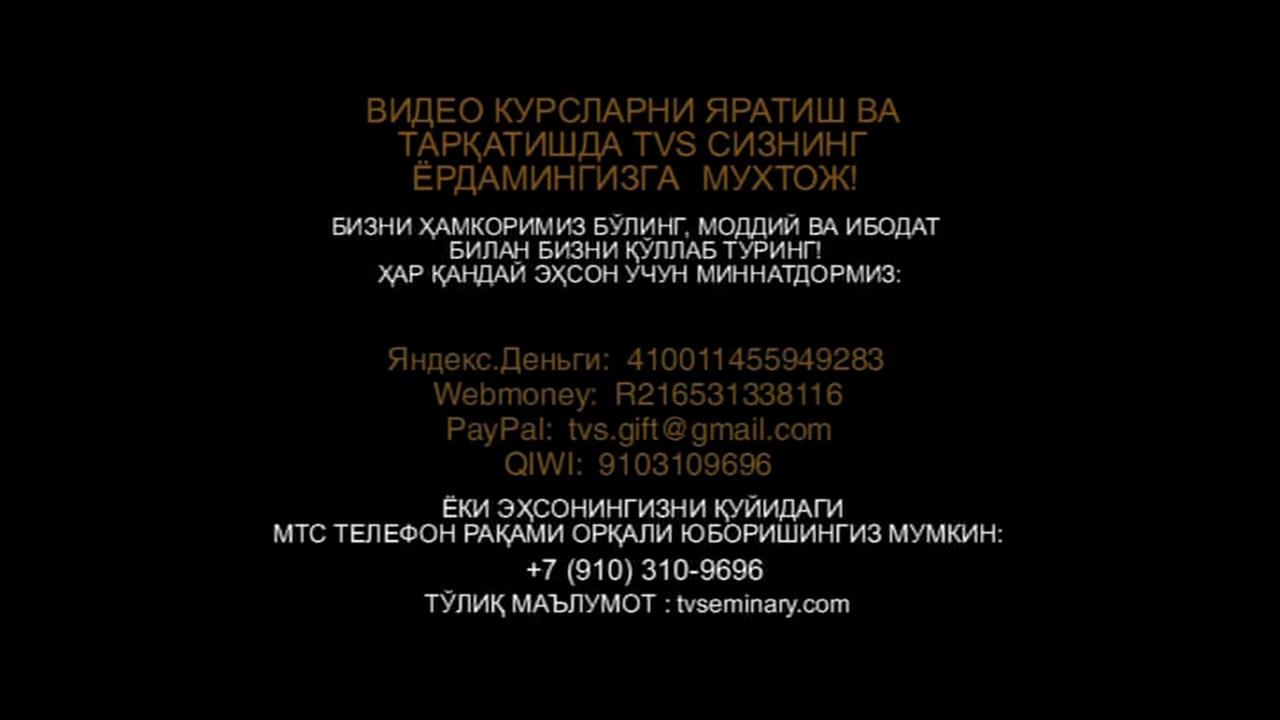 ВИДЕО КУРСЛАРНИ ЯРАТИШ ВА
ТАРҚАТИШДА TVS СИЗНИНГ
ЁРДАМИНГИЗГА МУХТОЖ!
БИЗНИ ҲАМКОРИМИЗ БЎЛИНГ, МОДДИЙ ВА ИБОДАТ
БИЛАН БИЗНИ ҚЎЛЛАБ ТУРИНГ!
ҲАР ҚАНДАЙ ЭҲСОН УЧУН МИННАТДОРМИЗ:
Яндекс.Деньги: 410011455949283
Webmoney: R216531338116
PayPal: tvs.gift@gmail.com
QIWI: 9103109696
ЁКИ ЭҲСОНИНГИЗНИ ҚУЙИДАГИ
МТС ТЕЛЕФОН РАҚАМИ ОРҚАЛИ ЮБОРИШИНГИЗ МУМКИН:
+7 (910) 310-9696
ТЎЛИҚ МАЪЛУМОТ : tvseminary.com